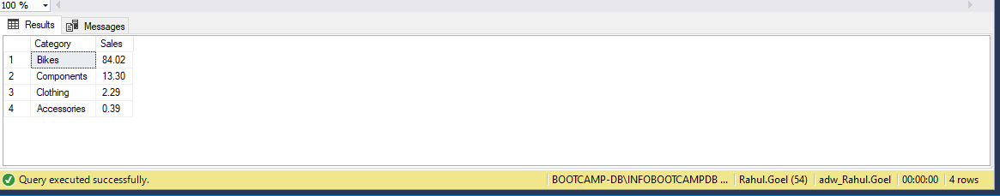 100 %
Results Messages
Category Sales
1 Bikes 84.02
2 Components 13.30
3 Clothing 2.29
4 Accessories 0.39
Query executed successfully. BOOTCAMP-DB\INFOBOOTCAMPDB ... Rahul.Goel (54) adw_Rahul.Goel 00:00:00 4 rows